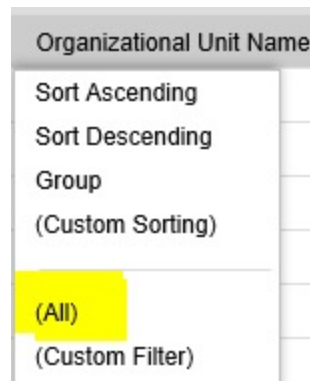 Organizational Unit Name
Sort Ascending
Sort Descending
Group
(Custom Sorting)
(All)
(Custom Filter)